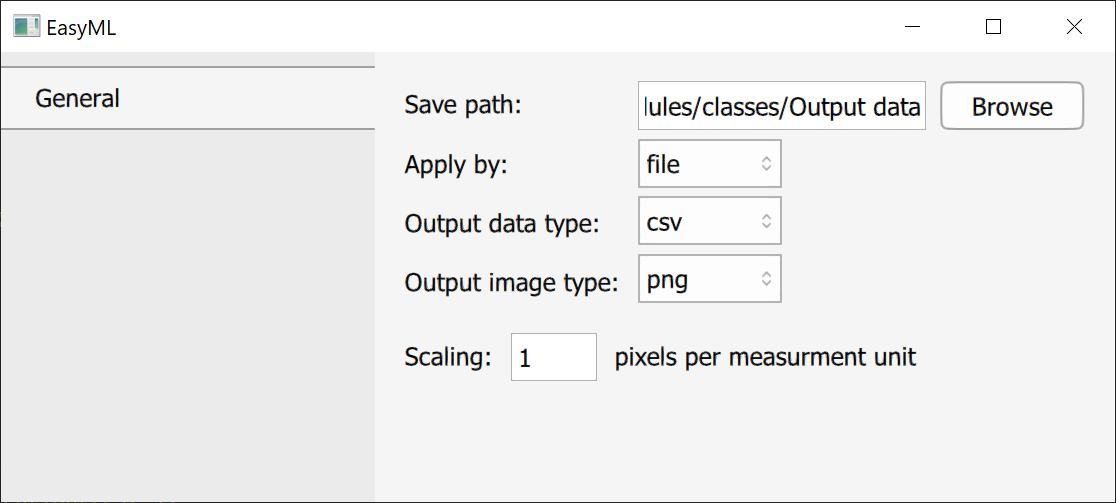 EasyML
General
Save path: /classes/Output data Browse
Apply by: file
Output data type: csv
Output image type: png
Scaling: 1 pixels per measurment unit